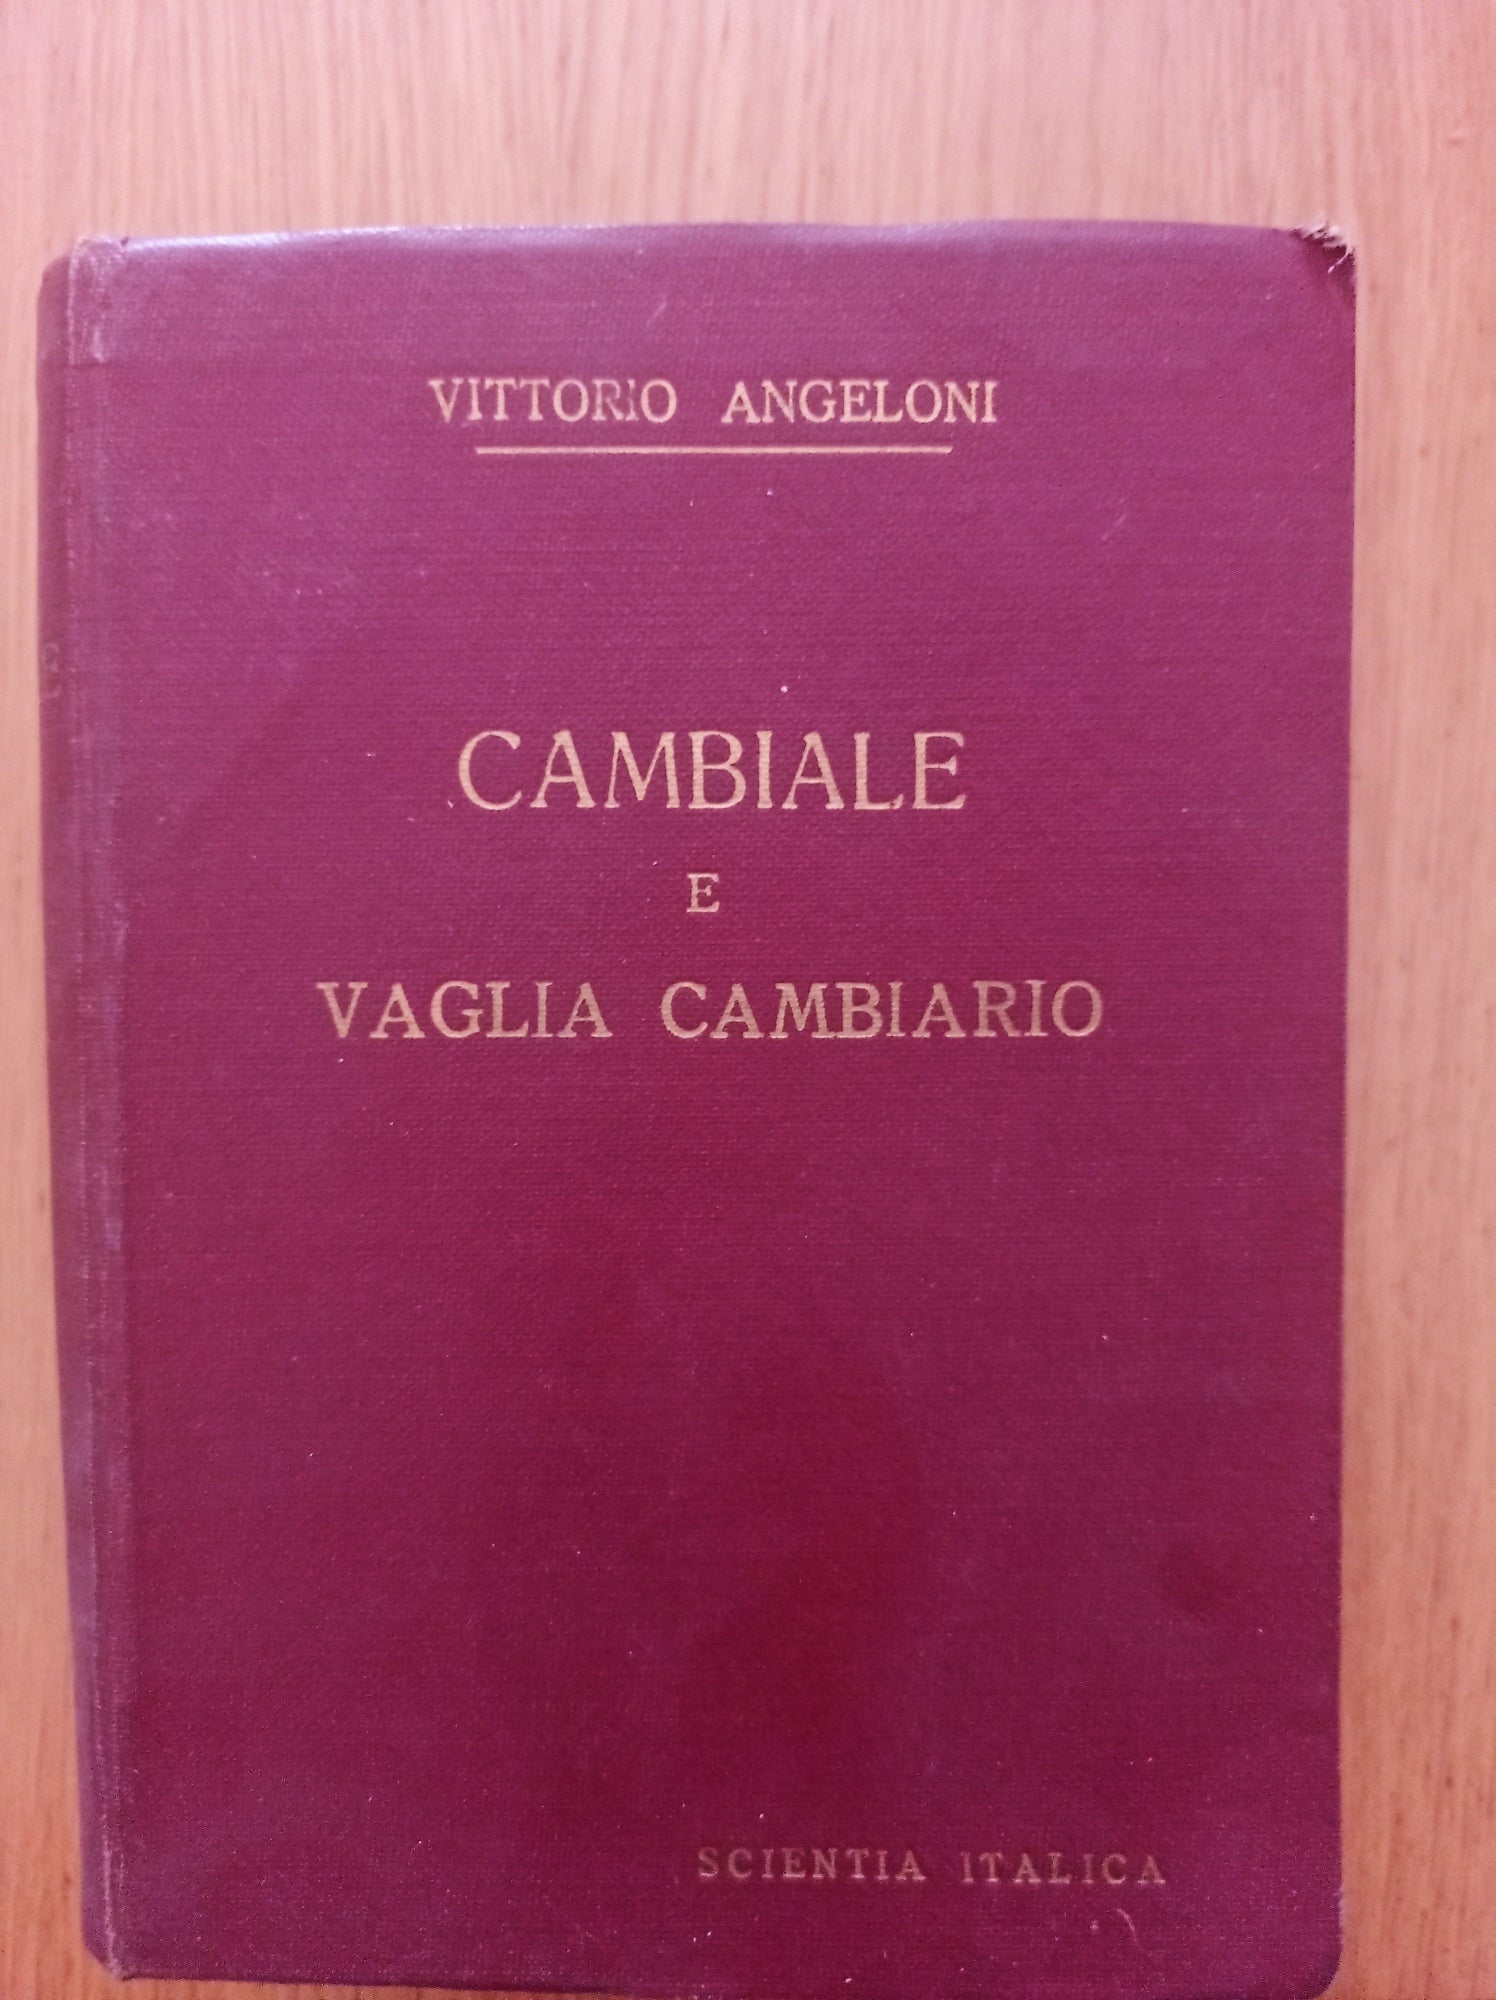 VITTORIO ANGELONI
CAMBIALE
E
VAGLIA CAMBIARIO
SCIENTIA ITALICA